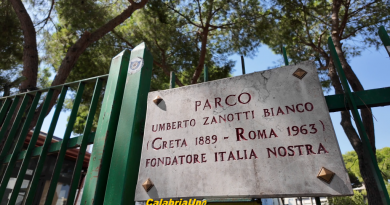 PARCO
UMBERTO ZANOTTI BIANCO
(CRETA 1889 - ROMA 1963)
FONDATORE ITALIA NOSTRA
CalabriaUno